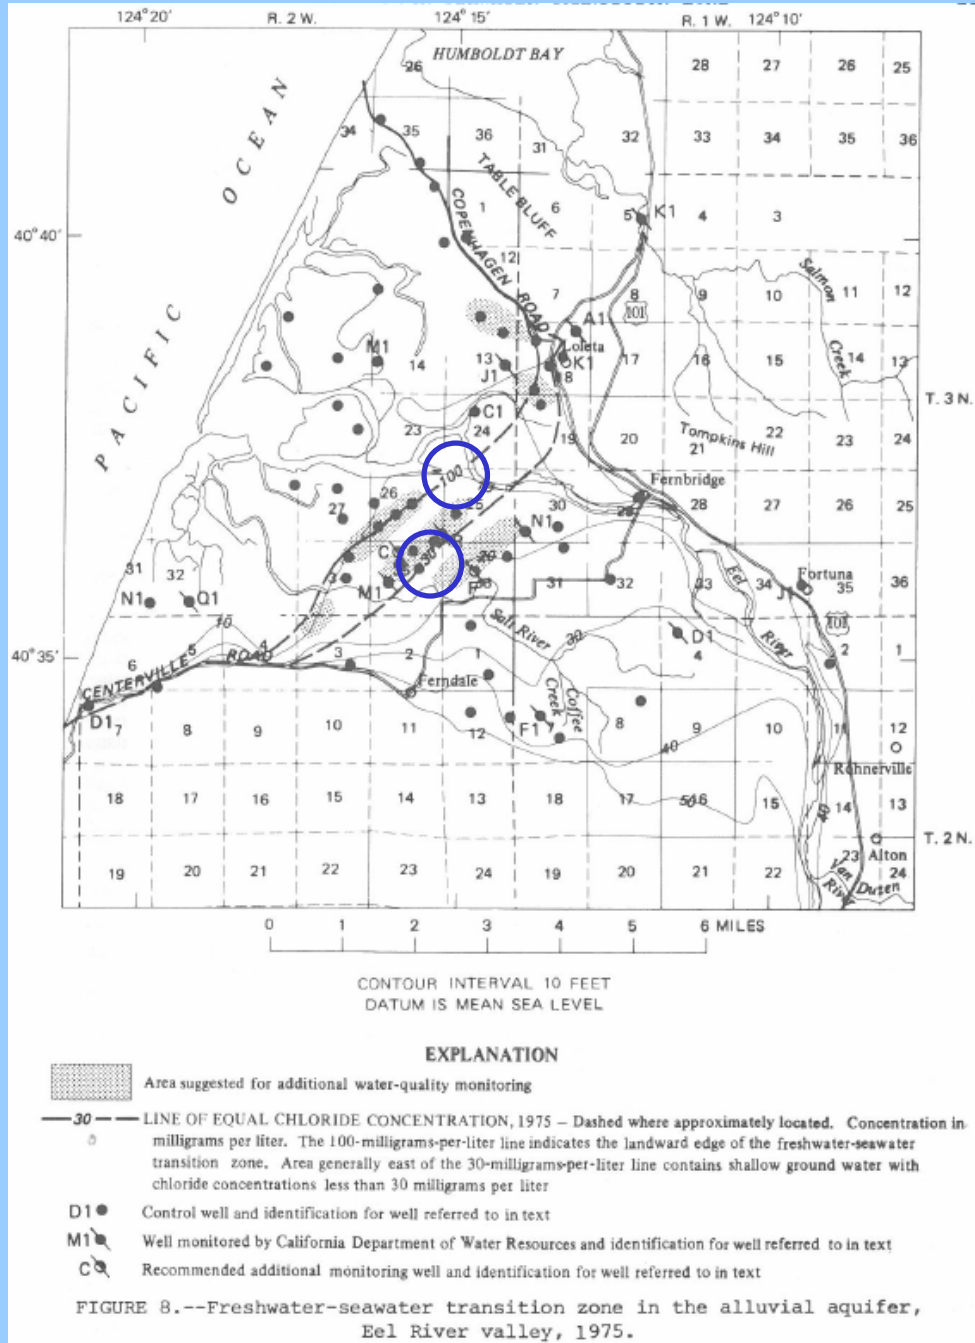 124°20' R. 2 W. 124°15' R. 1 W. 124°10'
HUMBOLDT BAY
26 28 27 26 25
PACIFIC OCEAN
34 35 36 31 32 33 34 35 36
TABLE BLUFF
COPENHAGEN ROAD
1 6 5 K1 4 3
40°40'
12 7 8 9 10 11 12
Salmon Creek
101
A1
Loleta
M1 14 13 J1 K1 18 17 16 15 14 13
T. 3 N.
C1
23 24 19 20 21 22 23 24
Tompkins Hill
100
Fernbridge
26 25 27 N1 30 29 28 27 26 25
C 30 20
31 32 M1 31 32 33 34 35 36
Eel River
Fortuna
J1
N1 Q1
10
Salt River
30
D1
101
40°35'
6 5 4 3 2 1 4 2 1
CENTERVILLE ROAD
Ferndale
Coffee Creek
D1
7 8 9 10 11 12 F1 7 8 9 10 11 12
40
Rohnerville
18 17 16 15 14 13 18 17 50 16 15 14 13
T. 2 N.
Alton
19 20 21 22 23 24 19 20 21 22 23 24
Van Duzen River
0 1 2 3 4 5 6 MILES
CONTOUR INTERVAL 10 FEET
DATUM IS MEAN SEA LEVEL
EXPLANATION
Area suggested for additional water-quality monitoring
30 LINE OF EQUAL CHLORIDE CONCENTRATION, 1975 – Dashed where approximately located. Concentration in
milligrams per liter. The 100-milligrams-per-liter line indicates the landward edge of the freshwater-seawater
transition zone. Area generally east of the 30-milligrams-per-liter line contains shallow ground water with
chloride concentrations less than 30 milligrams per liter
D1 Control well and identification for well referred to in text
M1 Well monitored by California Department of Water Resources and identification for well referred to in text
C Recommended additional monitoring well and identification for well referred to in text
FIGURE 8.--Freshwater-seawater transition zone in the alluvial aquifer,
Eel River valley, 1975.